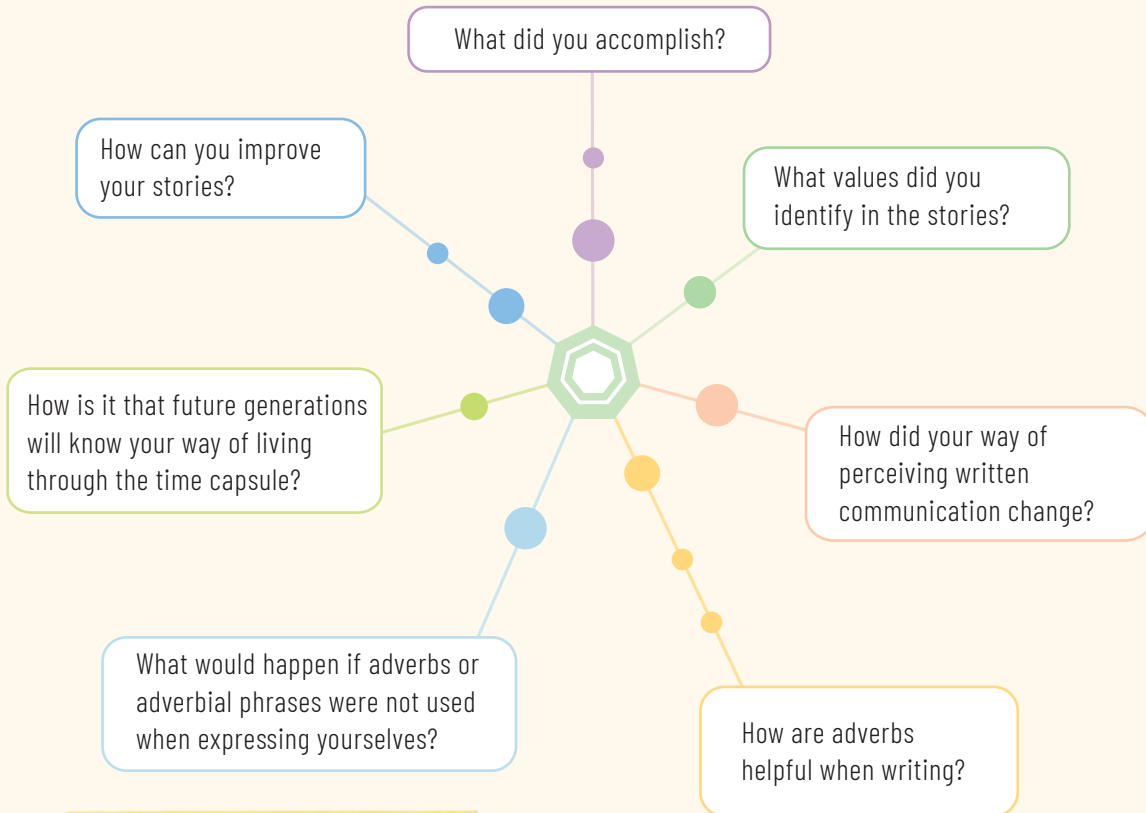 What did you accomplish?
How can you improve
your stories?
What values did you
identify in the stories?
How is it that future generations
will know your way of living
through the time capsule?
How did your way of
perceiving written
communication change?
What would happen if adverbs or
adverbial phrases were not used
when expressing yourselves?
How are adverbs
helpful when writing?